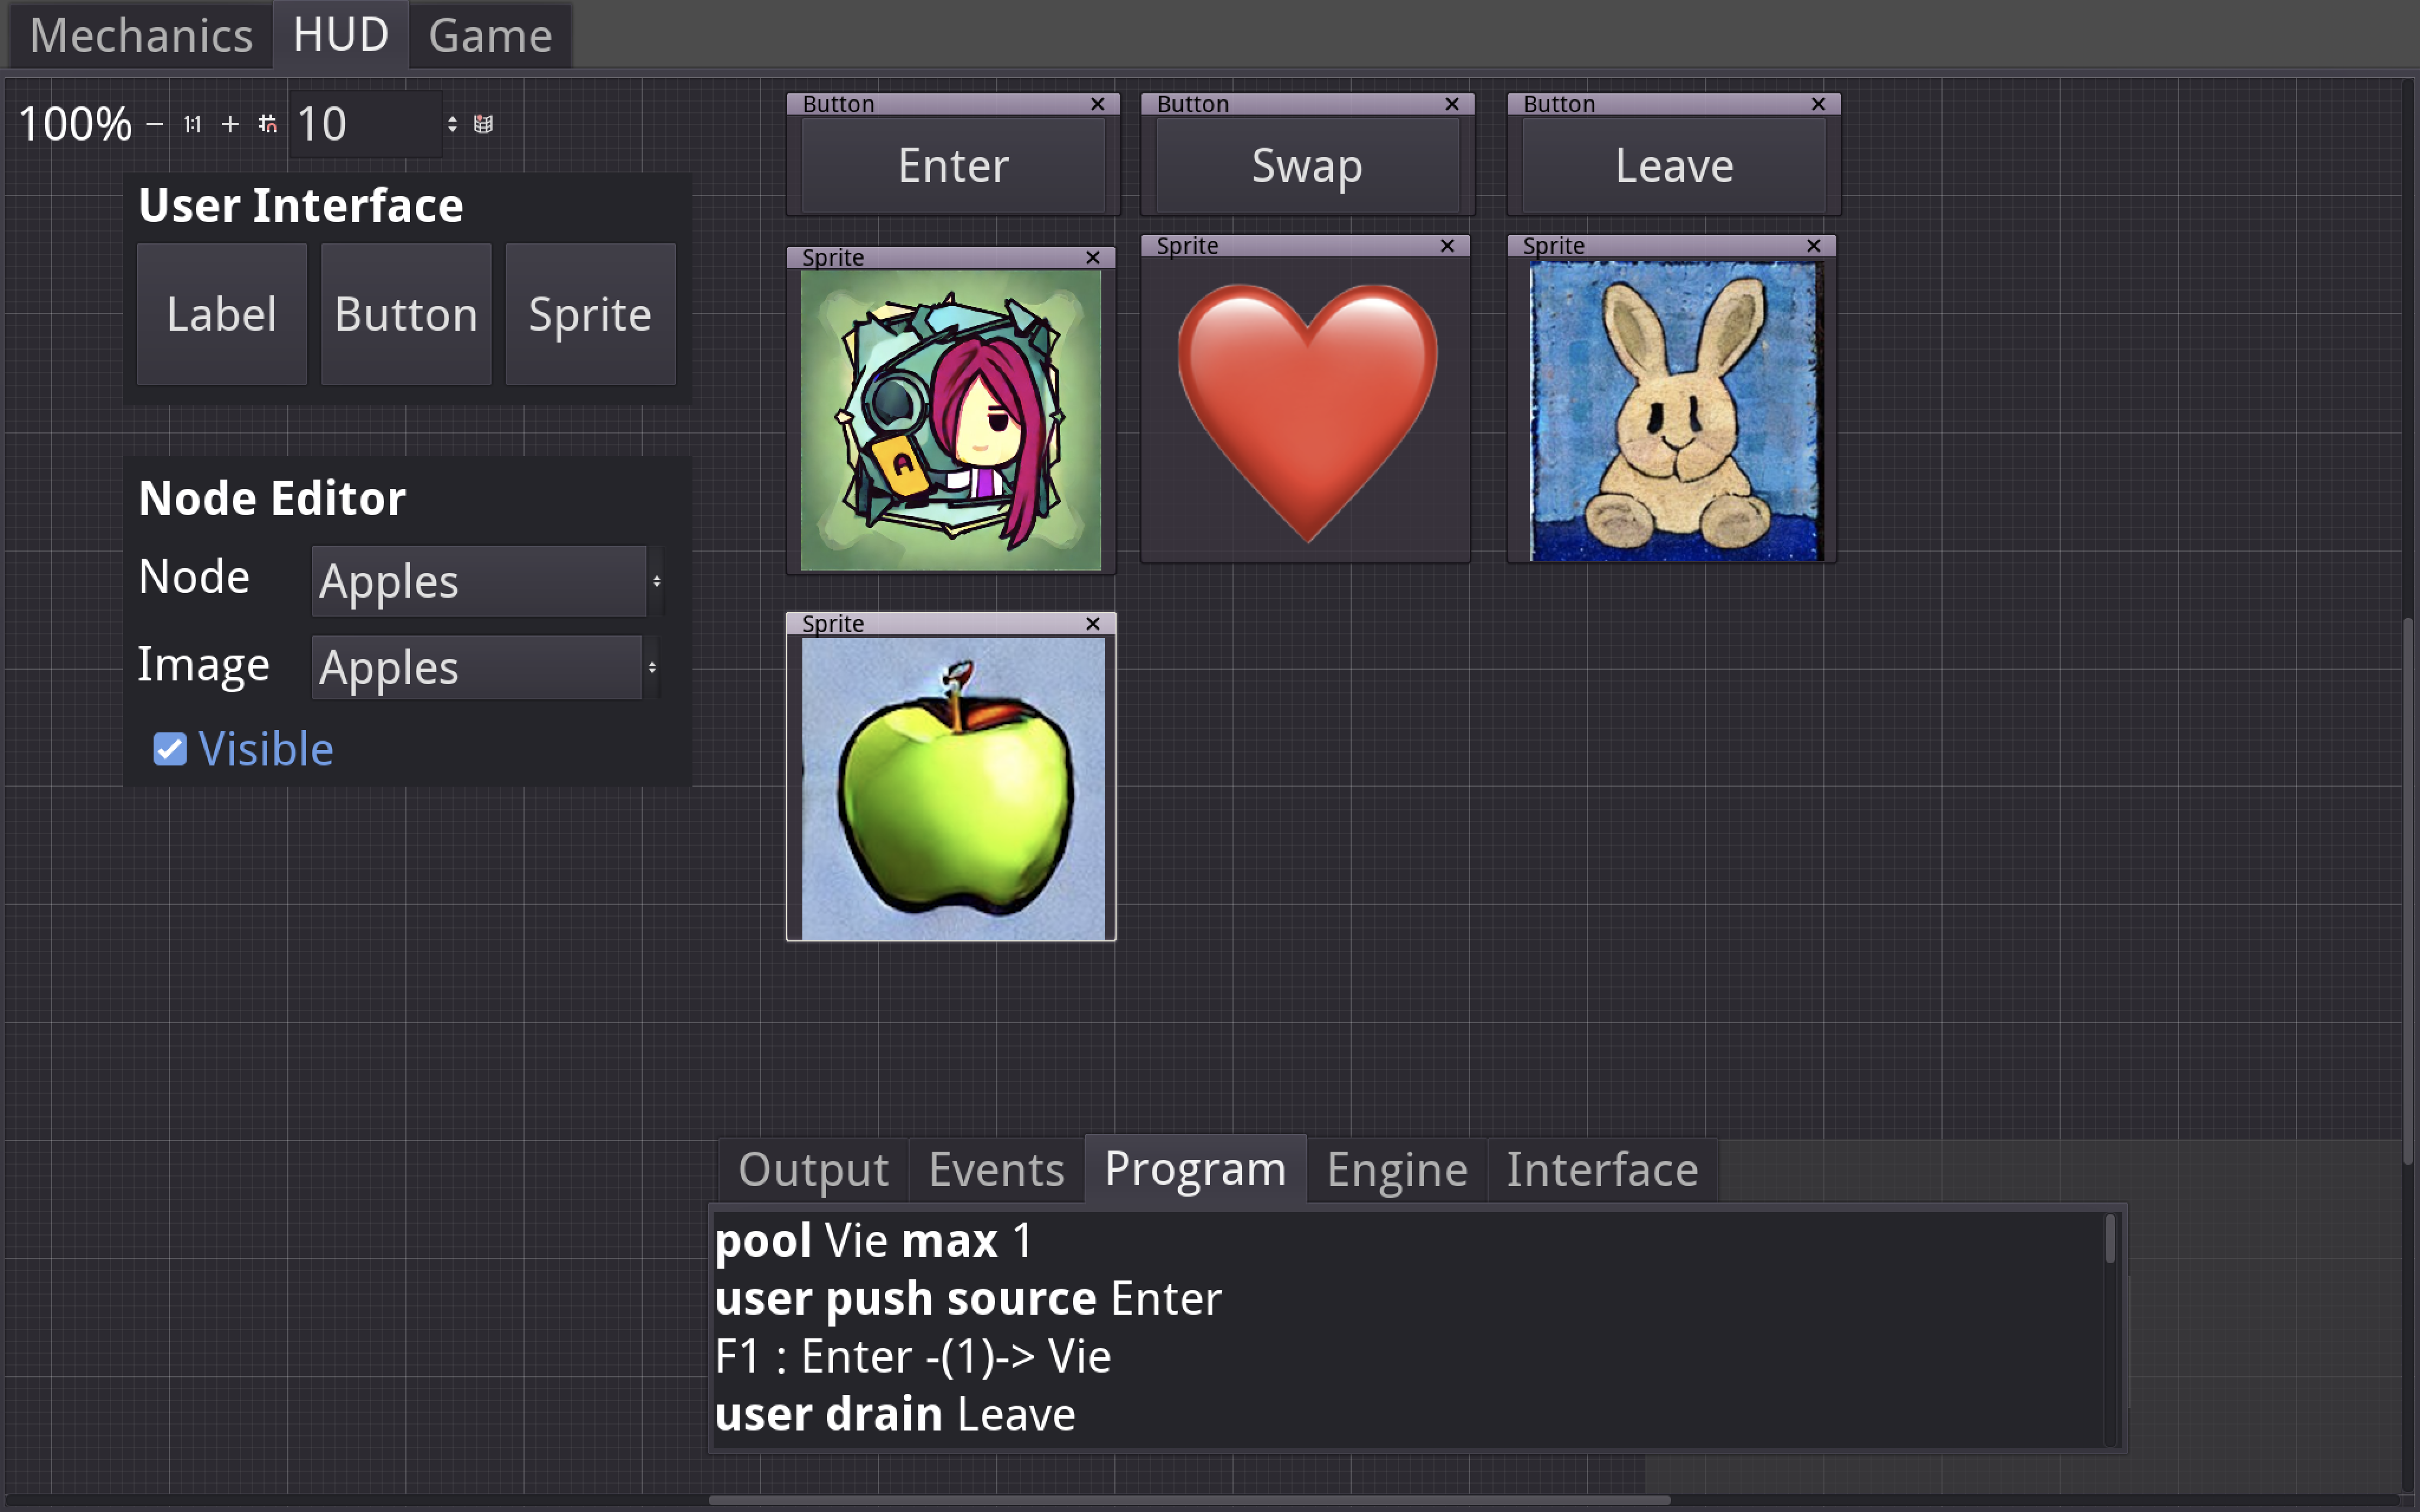 Mechanics HUD Game
100% 1:1 10
User Interface
Label Button Sprite
Node Editor
Node Apples
Image Apples
Visible
Button Button Button
Enter Swap Leave
Sprite Sprite Sprite
Sprite
Output Events Program Engine Interface
pool Vie max 1
user push source Enter
F1 : Enter -(1)-> Vie
user drain Leave